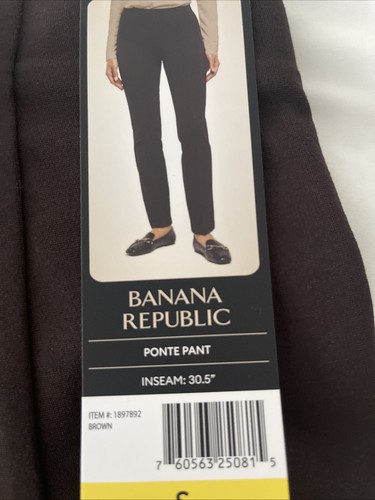 BANANA
REPUBLIC
PONTE PANT
INSEAM: 30.5"
ITEM #: 1897892
BROWN
7 60563 25081 5
S